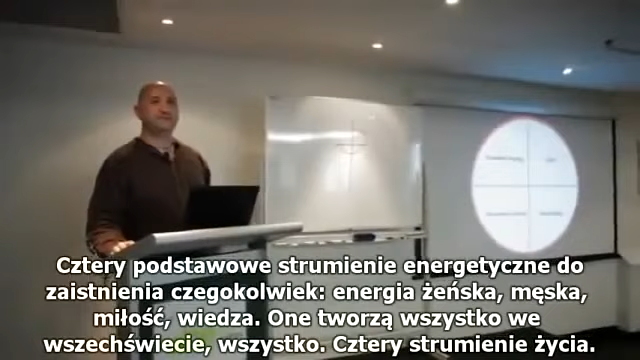 Cztery podstawowe strumienie energetyczne do
zaistnienia czegokolwiek: energia żeńska, męska,
miłość, wiedza. One tworzą wszystko we
wszechświecie, wszystko. Cztery strumienie życia.